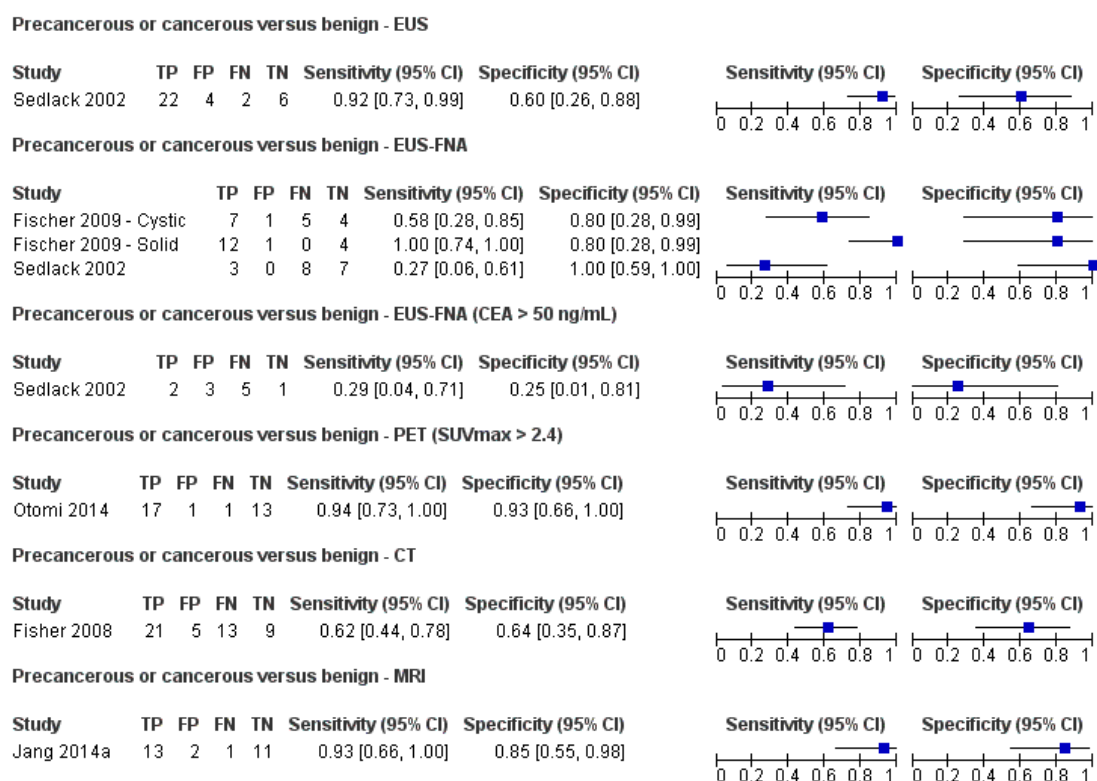 Precancerous or cancerous versus benign - EUS
Study TP FP FN TN Sensitivity (95% CI) Specificity (95% CI) Sensitivity (95% CI) Specificity (95% CI)
Sedlack 2002 22 4 2 6 0.92 [0.73, 0.99] 0.60 [0.26, 0.88]
0 0.2 0.4 0.6 0.8 1 0 0.2 0.4 0.6 0.8 1
Precancerous or cancerous versus benign - EUS-FNA
Study TP FP FN TN Sensitivity (95% CI) Specificity (95% CI) Sensitivity (95% CI) Specificity (95% CI)
Fischer 2009 - Cystic 7 1 5 4 0.58 [0.28, 0.85] 0.80 [0.28, 0.99]
Fischer 2009 - Solid 12 1 0 4 1.00 [0.74, 1.00] 0.80 [0.28, 0.99]
Sedlack 2002 3 0 8 7 0.27 [0.06, 0.61] 1.00 [0.59, 1.00]
0 0.2 0.4 0.6 0.8 1 0 0.2 0.4 0.6 0.8 1
Precancerous or cancerous versus benign - EUS-FNA (CEA > 50 ng/mL)
Study TP FP FN TN Sensitivity (95% CI) Specificity (95% CI) Sensitivity (95% CI) Specificity (95% CI)
Sedlack 2002 2 3 5 1 0.29 [0.04, 0.71] 0.25 [0.01, 0.81]
0 0.2 0.4 0.6 0.8 1 0 0.2 0.4 0.6 0.8 1
Precancerous or cancerous versus benign - PET (SUVmax > 2.4)
Study TP FP FN TN Sensitivity (95% CI) Specificity (95% CI) Sensitivity (95% CI) Specificity (95% CI)
Otomi 2014 17 1 1 13 0.94 [0.73, 1.00] 0.93 [0.66, 1.00]
0 0.2 0.4 0.6 0.8 1 0 0.2 0.4 0.6 0.8 1
Precancerous or cancerous versus benign - CT
Study TP FP FN TN Sensitivity (95% CI) Specificity (95% CI) Sensitivity (95% CI) Specificity (95% CI)
Fisher 2008 21 5 13 9 0.62 [0.44, 0.78] 0.64 [0.35, 0.87]
0 0.2 0.4 0.6 0.8 1 0 0.2 0.4 0.6 0.8 1
Precancerous or cancerous versus benign - MRI
Study TP FP FN TN Sensitivity (95% CI) Specificity (95% CI) Sensitivity (95% CI) Specificity (95% CI)
Jang 2014a 13 2 1 11 0.93 [0.66, 1.00] 0.85 [0.55, 0.98]
0 0.2 0.4 0.6 0.8 1 0 0.2 0.4 0.6 0.8 1